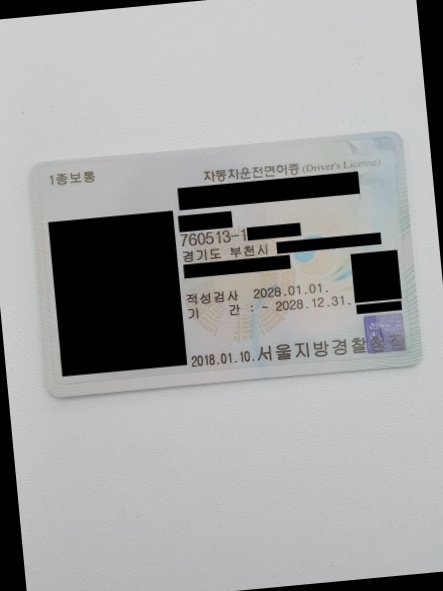 1종보통
자동차운전면허증 (Driver's License)
760513-1
경기도 부천시
적성검사 2028.01.01.
기 간 : ~ 2028.12.31.
2018.01.10. 서울지방경찰청장